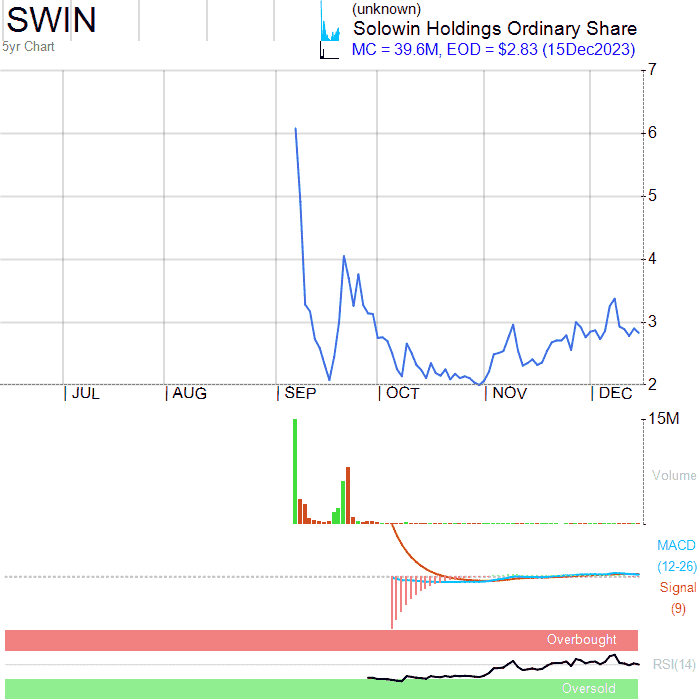 SWIN
5yr Chart
(unknown)
Solowin Holdings Ordinary Share
MC = 39.6M, EOD = $2.83 (15Dec2023)
7
6
5
4
3
2
JUL AUG SEP OCT NOV DEC
15M
Volume
MACD
(12-26)
Signal
(9)
Overbought
RSI(14)
Oversold